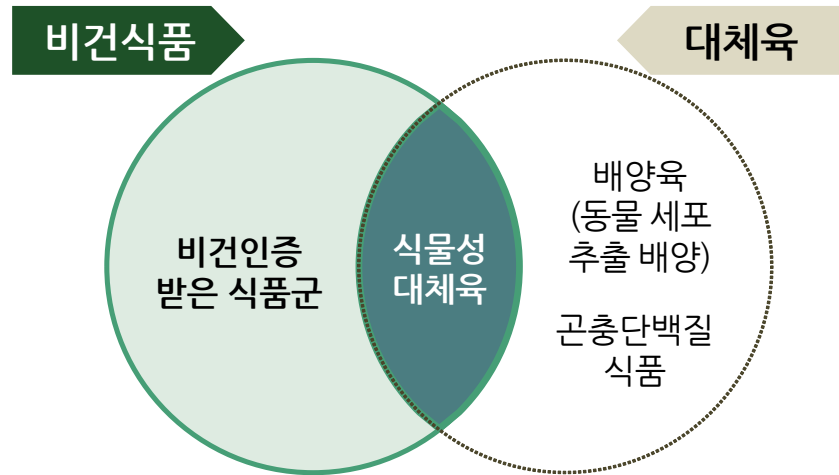 비건식품
대체육
비건인증
받은 식품군
식물성
대체육
배양육
(동물 세포
추출 배양)
곤충단백질
식품